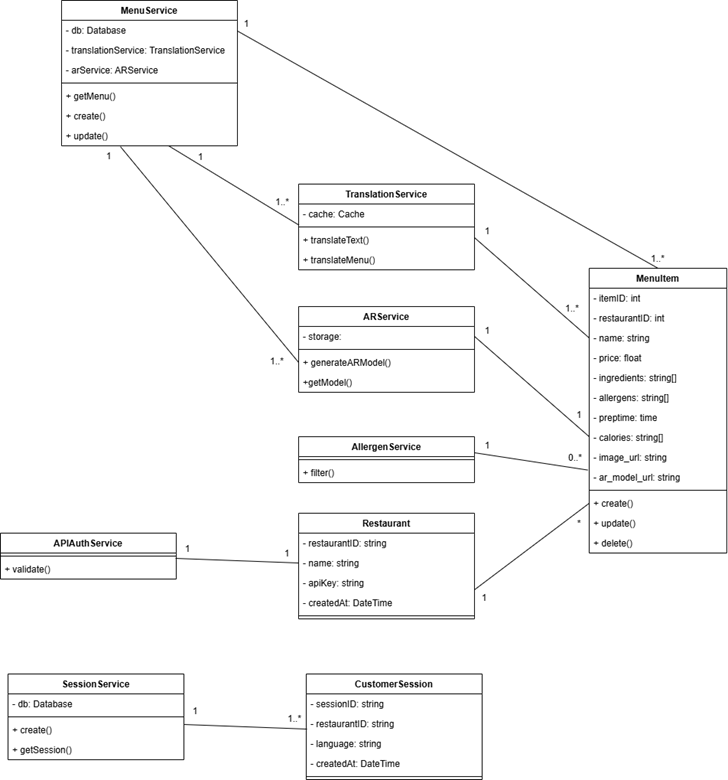 MenuService
- db: Database
- translationService: TranslationService
- arService: ARService
+ getMenu()
+ create()
+ update()
1
1
1
1..*
TranslationService
- cache: Cache
+ translateText()
+ translateMenu()
1
1..*
1..*
MenuItem
- itemID: int
- restaurantID: int
- name: string
- price: float
- ingredients: string[]
- allergens: string[]
- preptime: time
- calories: string[]
- image_url: string
- ar_model_url: string
+ create()
+ update()
+ delete()
ARService
- storage:
+ generateARModel()
+getModel()
1..*
1
1
AllergenService
+ filter()
1
0..*
Restaurant
- restaurantID: string
- name: string
- apiKey: string
- createdAt: DateTime
1
*
APIAuthService
+ validate()
1
1
SessionService
- db: Database
+ create()
+ getSession()
1
1..*
CustomerSession
- sessionID: string
- restaurantID: string
- language: string
- createdAt: DateTime